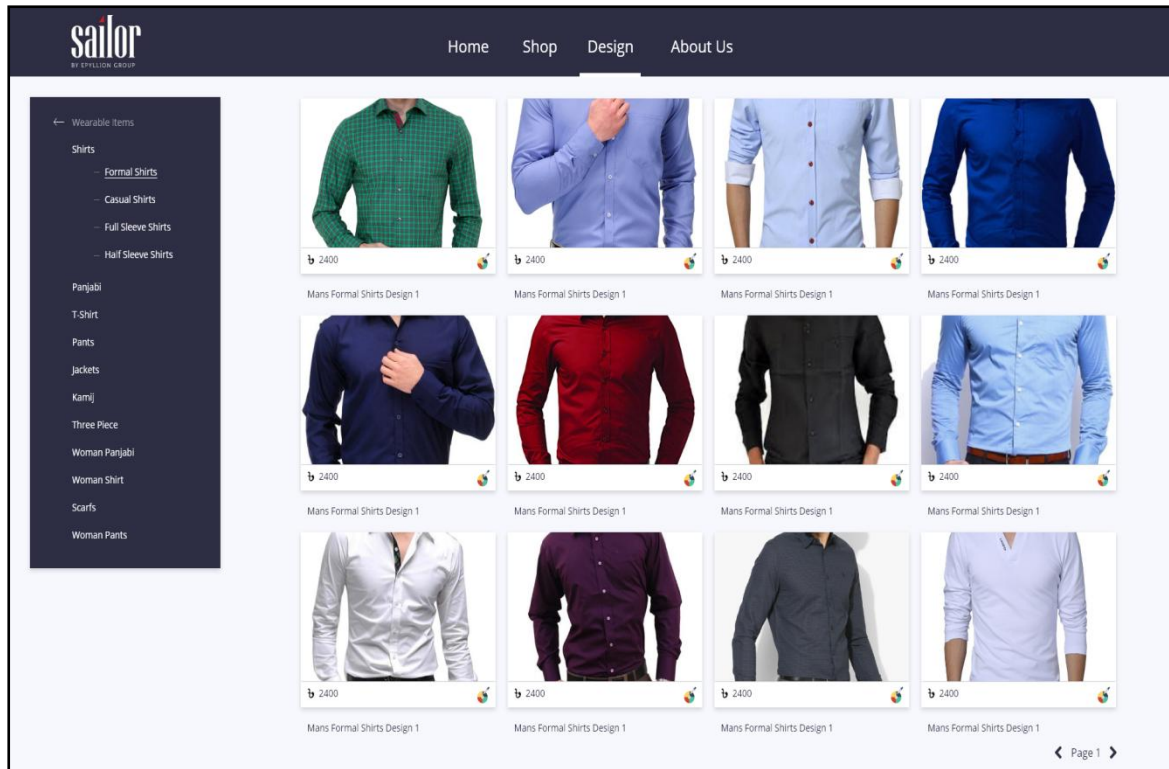 sailor
BY EPYLLION GROUP
Home Shop Design About Us
← Wearable Items
Shirts
– Formal Shirts
– Casual Shirts
– Full Sleeve Shirts
– Half Sleeve Shirts
Panjabi
T-Shirt
Pants
Jackets
Kamij
Three Piece
Woman Panjabi
Woman Shirt
Scarfs
Woman Pants
৳ 2400 ৳ 2400 ৳ 2400 ৳ 2400
Mans Formal Shirts Design 1 Mans Formal Shirts Design 1 Mans Formal Shirts Design 1 Mans Formal Shirts Design 1
৳ 2400 ৳ 2400 ৳ 2400 ৳ 2400
Mans Formal Shirts Design 1 Mans Formal Shirts Design 1 Mans Formal Shirts Design 1 Mans Formal Shirts Design 1
৳ 2400 ৳ 2400 ৳ 2400 ৳ 2400
Mans Formal Shirts Design 1 Mans Formal Shirts Design 1 Mans Formal Shirts Design 1 Mans Formal Shirts Design 1
Page 1